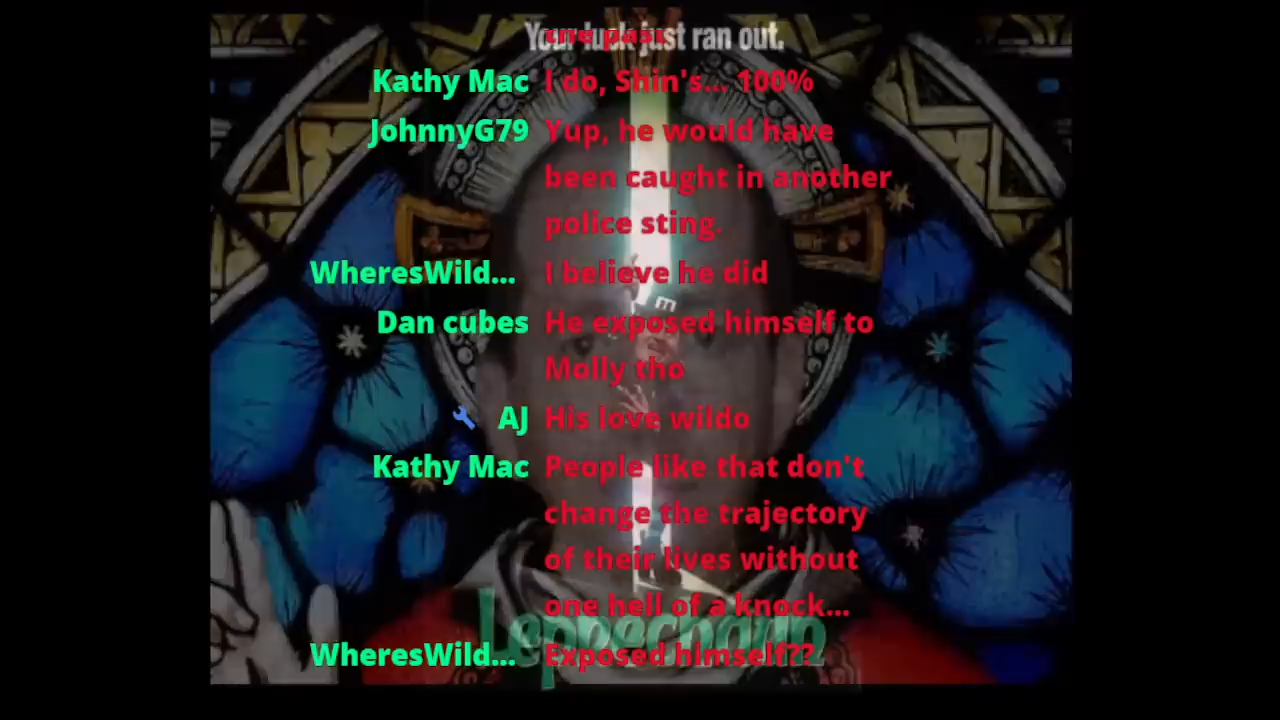 Your luck just ran out.
one past
Kathy Mac I do, Shin's... 100%
JohnnyG79 Yup, he would have
been caught in another
police sting.
WheresWild... I believe he did
Dan cubes He exposed himself to
Molly tho
AJ His love wildo
Kathy Mac People like that don't
change the trajectory
of their lives without
one hell of a knock...
Leprechaun
WheresWild... Exposed himself??